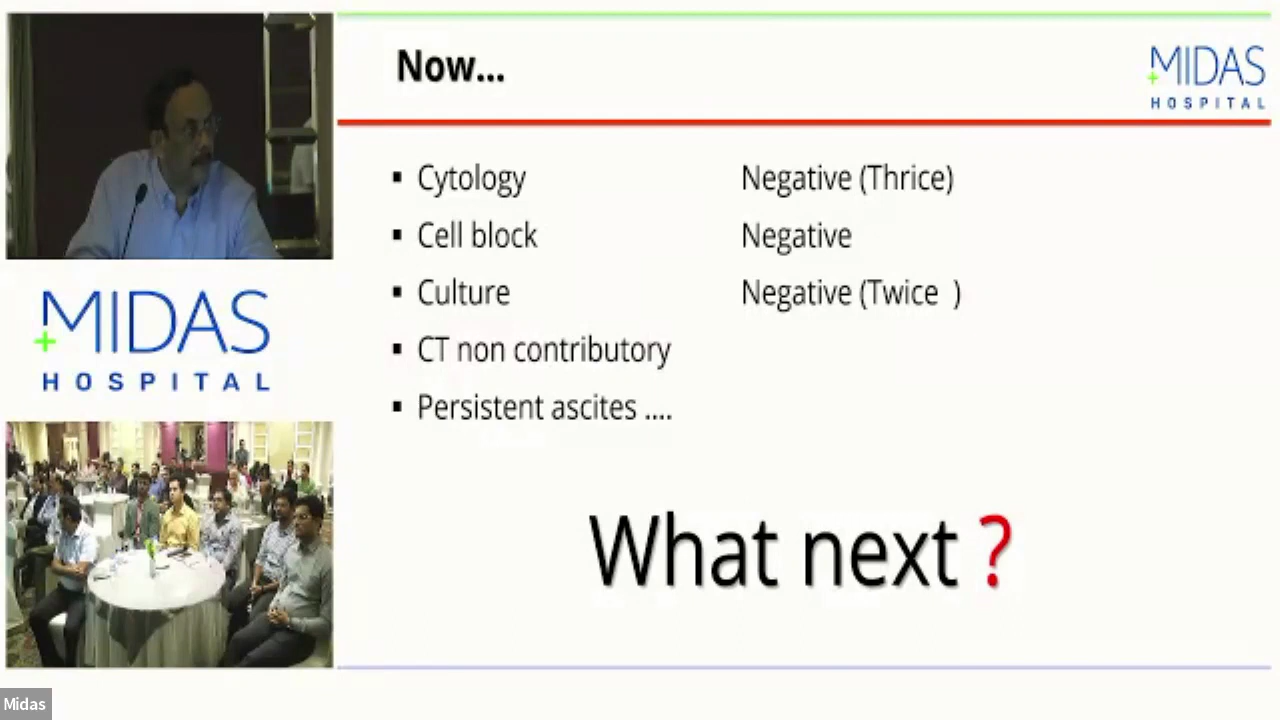 Now...
MIDAS
HOSPITAL
▪ Cytology Negative (Thrice)
▪ Cell block Negative
▪ Culture Negative (Twice )
▪ CT non contributory
▪ Persistent ascites ....
What next ?
MIDAS
HOSPITAL
Midas